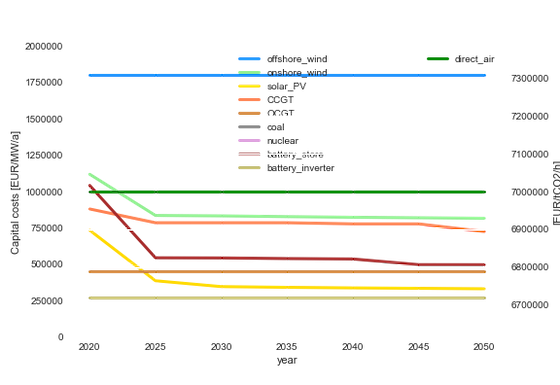 2000000
1750000
1500000
1250000
1000000
750000
500000
250000
0
Capital costs [EUR/MW/a]
offshore_wind
onshore_wind
solar_PV
CCGT
OCGT
coal
nuclear
battery_store
battery_inverter
direct_air
7300000
7200000
7100000
7000000
6900000
6800000
6700000
[EUR/tCO2/h]
2020 2025 2030 2035 2040 2045 2050
year